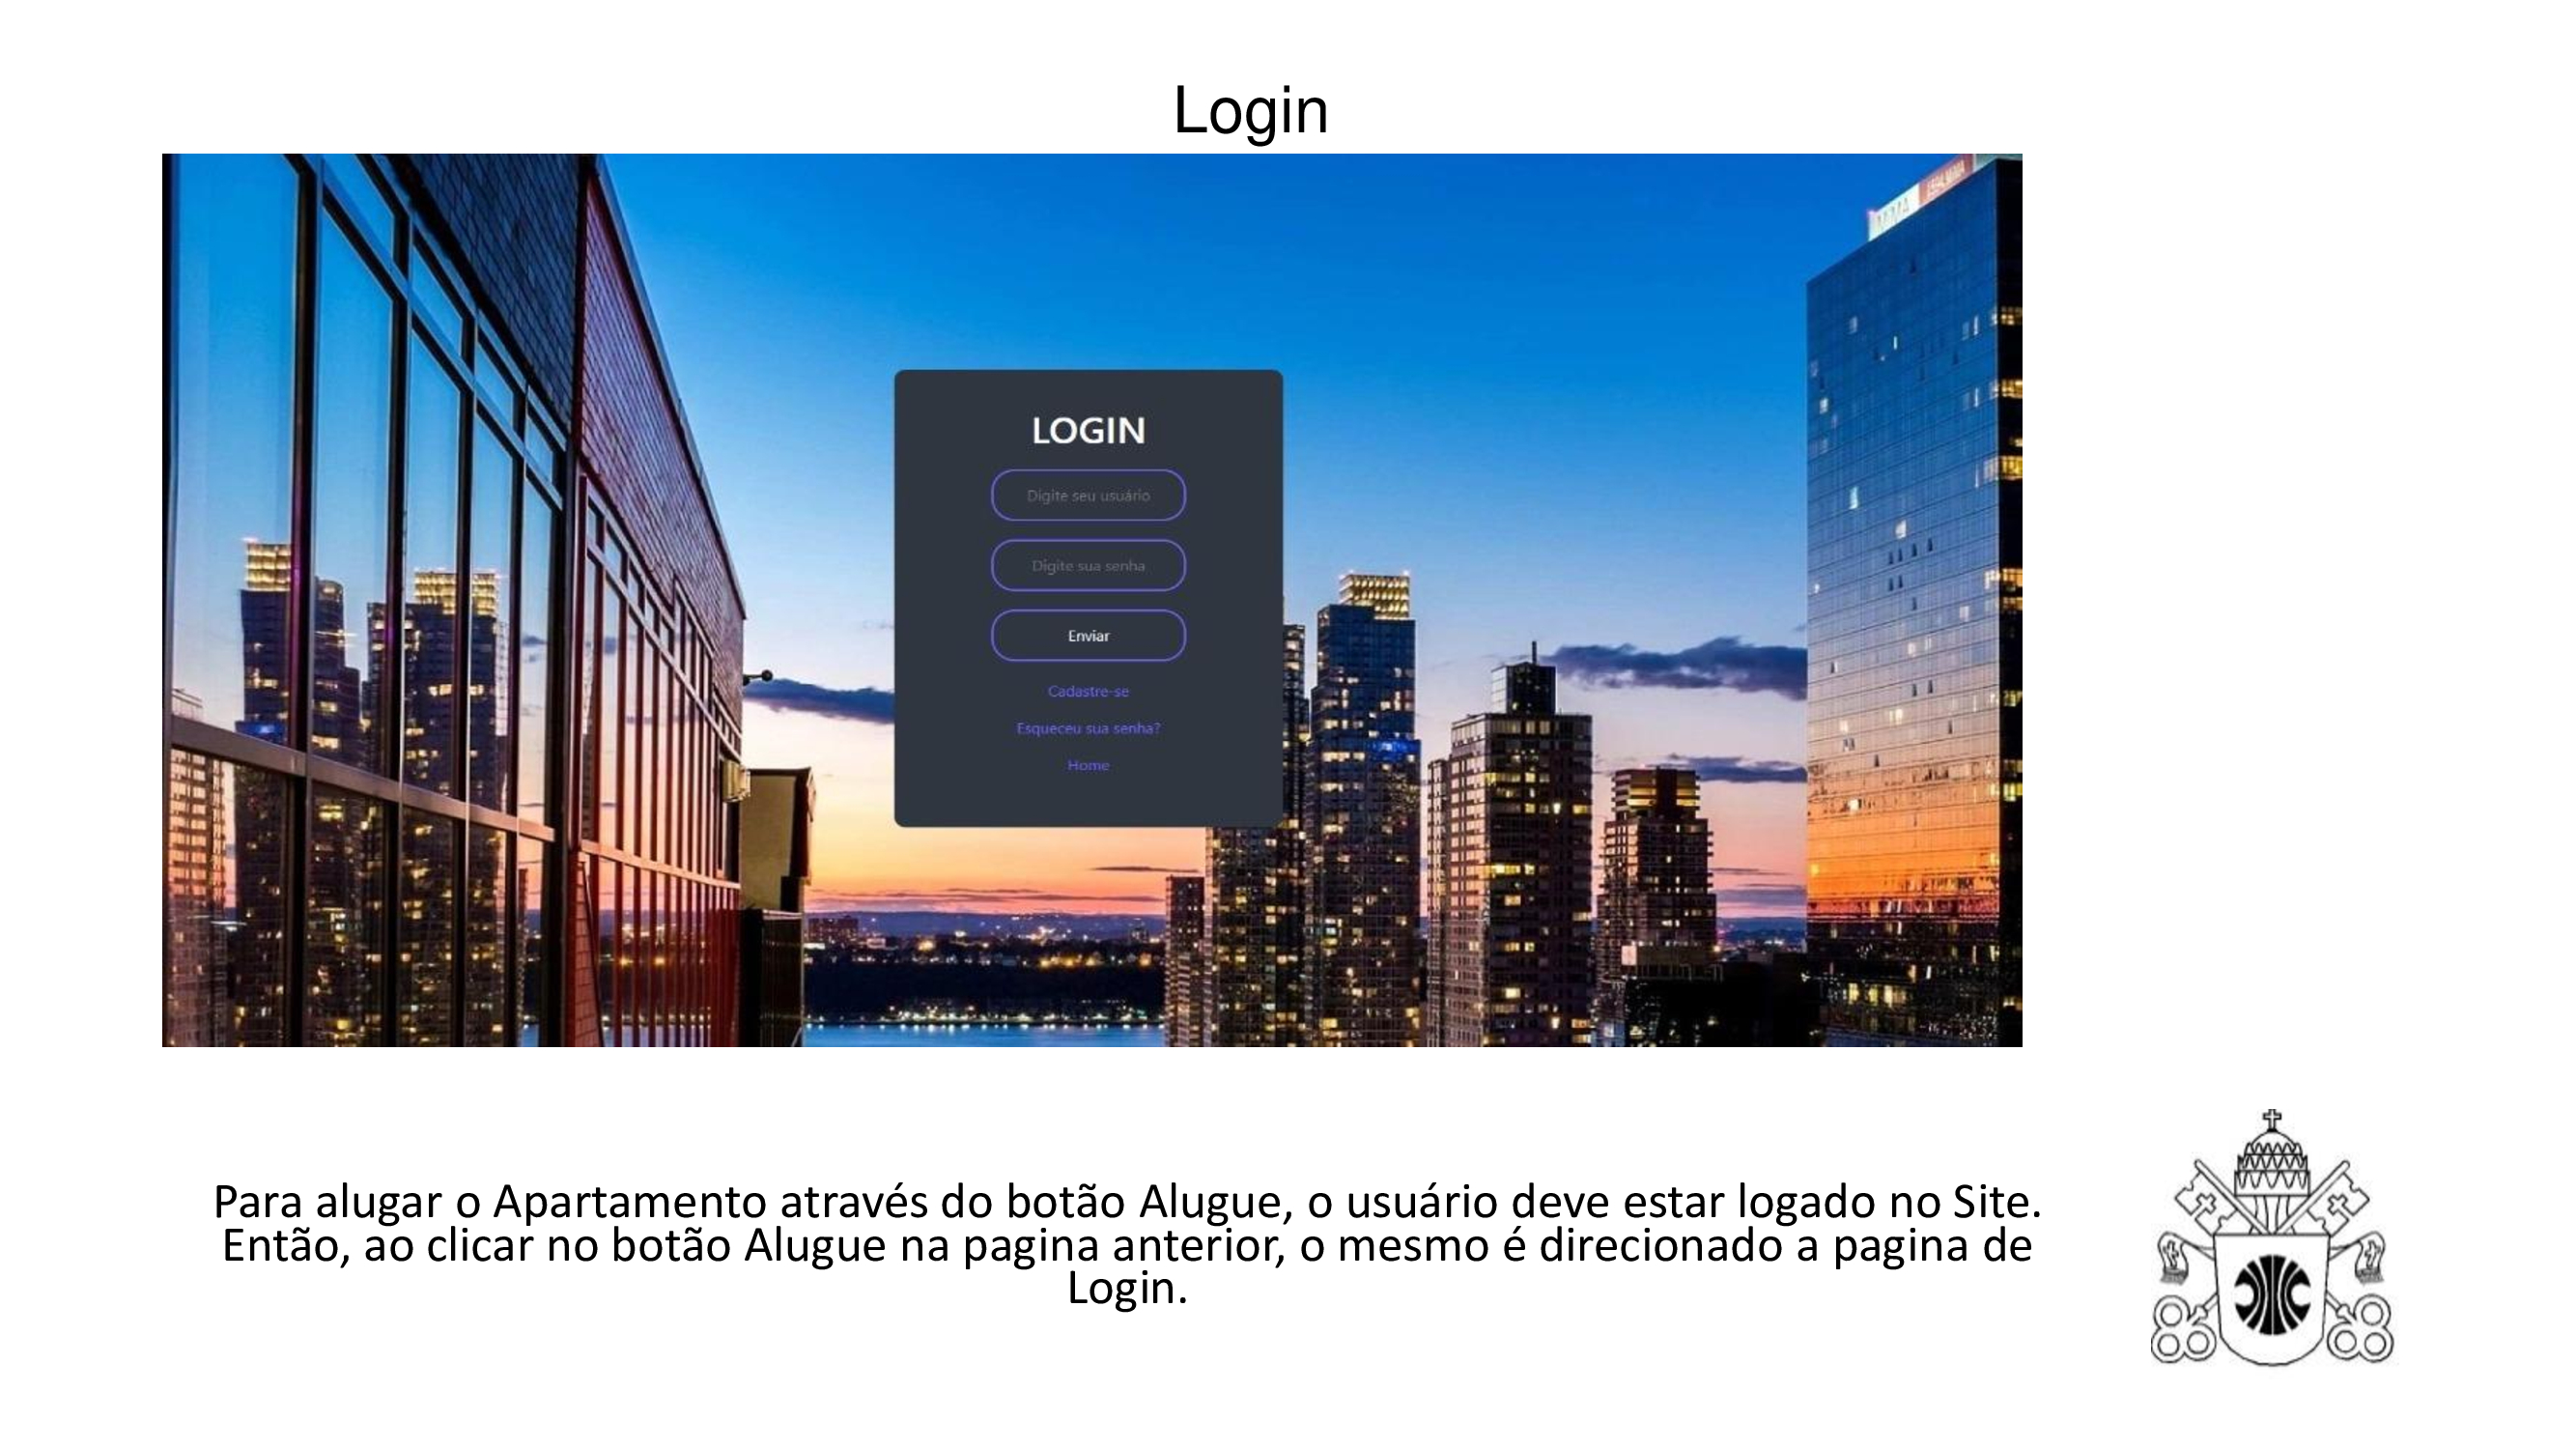 Login
LOGIN
Digite seu usuário
Digite sua senha
Enviar
Cadastre-se
Esqueceu sua senha?
Home
Para alugar o Apartamento através do botão Alugue, o usuário deve estar logado no Site.
Então, ao clicar no botão Alugue na pagina anterior, o mesmo é direcionado a pagina de
Login.